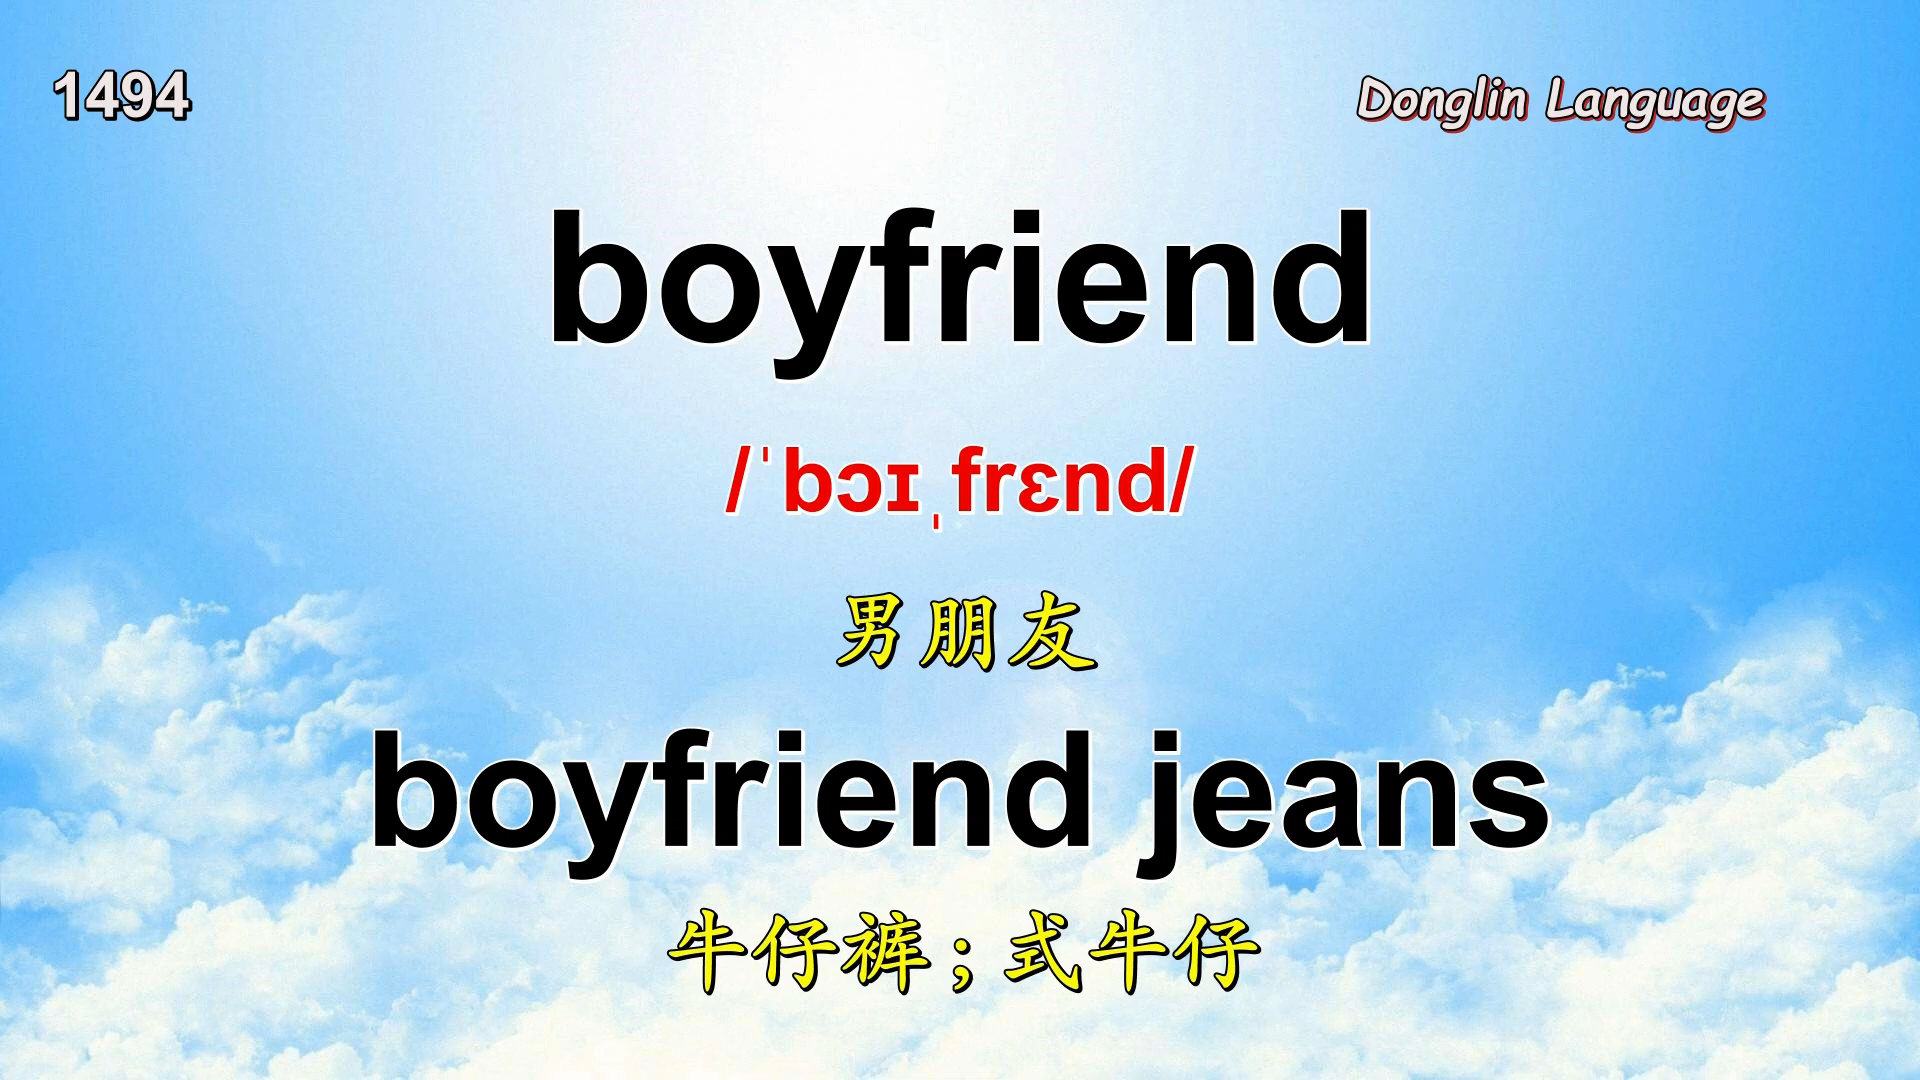 1494
Donglin Language
boyfriend
/ˈbɔɪˌfrɛnd/
男朋友
boyfriend jeans
牛仔裤；式牛仔